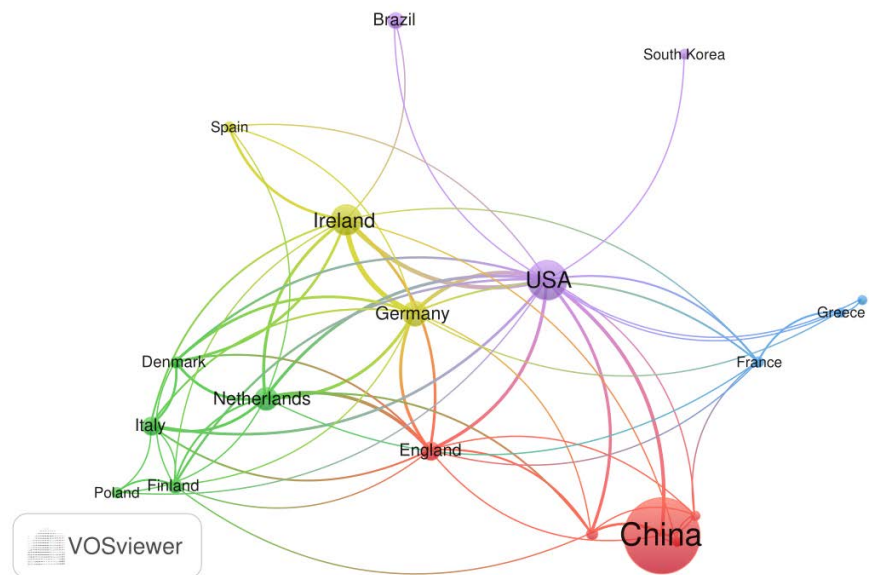 Brazil
South Korea
Spain
Ireland
USA
Germany
Greece
Denmark
France
Netherlands
Italy
England
Poland
Finland
China
VOSviewer